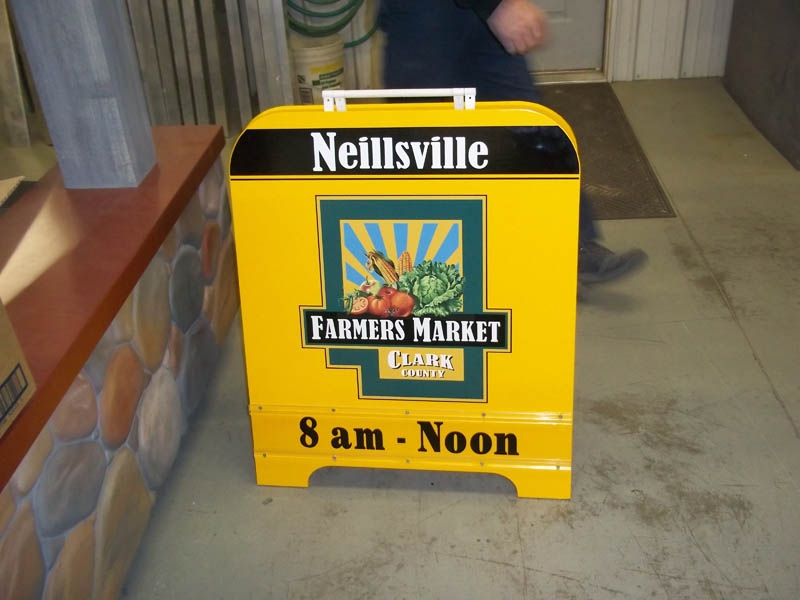 Neillsville
FARMERS MARKET
CLARK
COUNTY
8 am - Noon